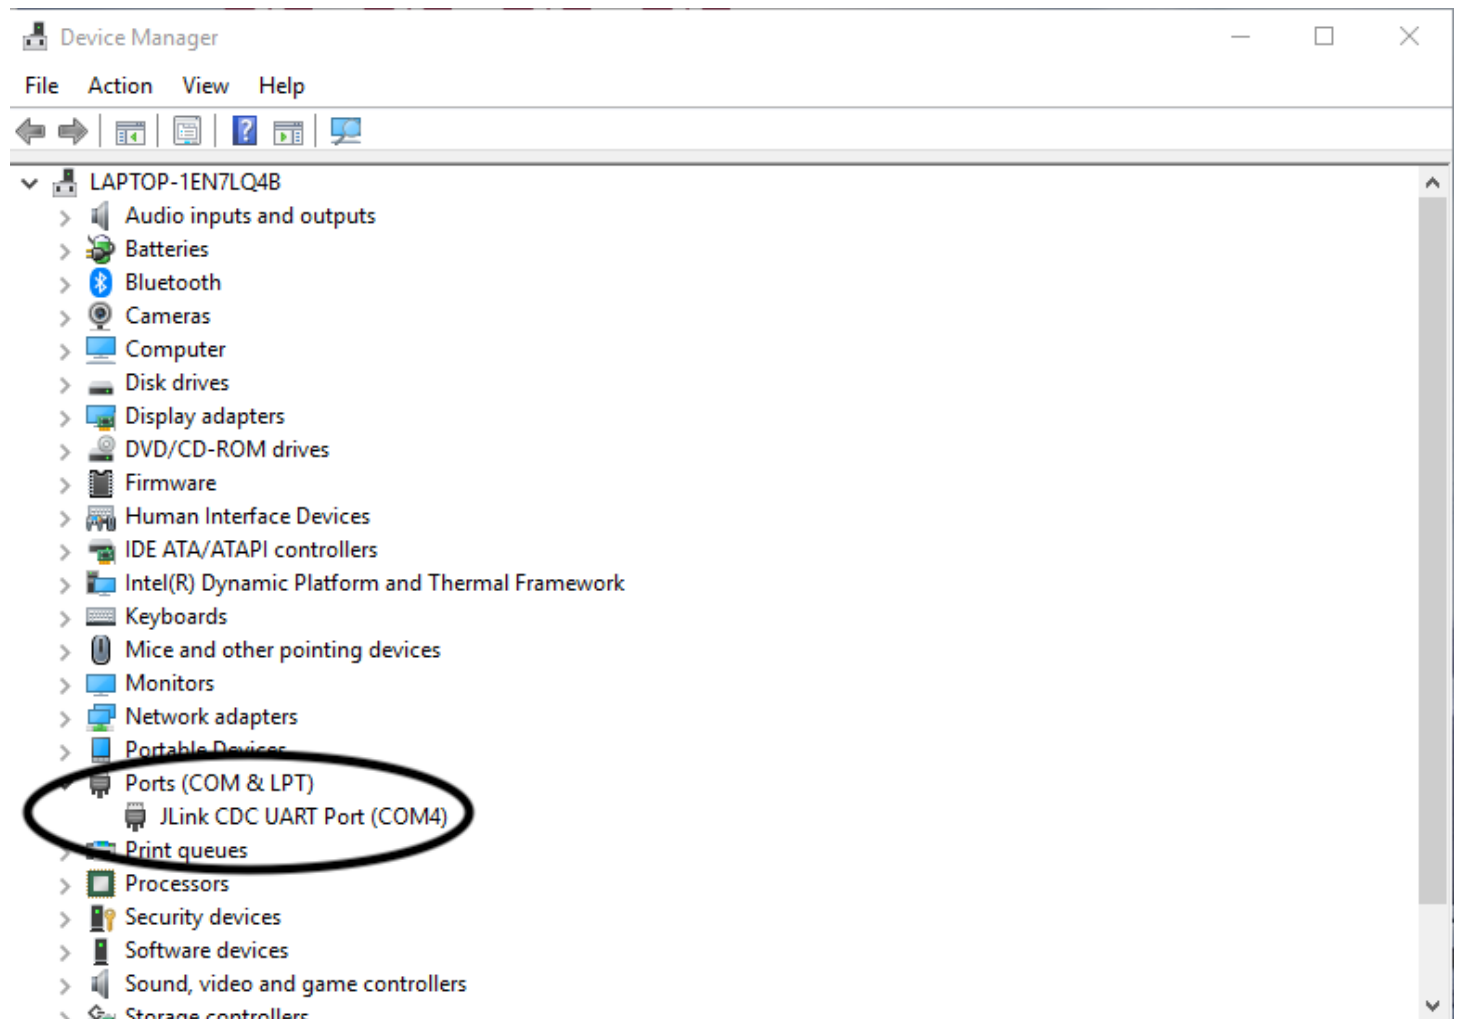 Device Manager
File Action View Help
LAPTOP-1EN7LQ4B
Audio inputs and outputs
Batteries
Bluetooth
Cameras
Computer
Disk drives
Display adapters
DVD/CD-ROM drives
Firmware
Human Interface Devices
IDE ATA/ATAPI controllers
Intel(R) Dynamic Platform and Thermal Framework
Keyboards
Mice and other pointing devices
Monitors
Network adapters
Portable Devices
Ports (COM & LPT)
JLink CDC UART Port (COM4)
Print queues
Processors
Security devices
Software devices
Sound, video and game controllers
Storage controllers